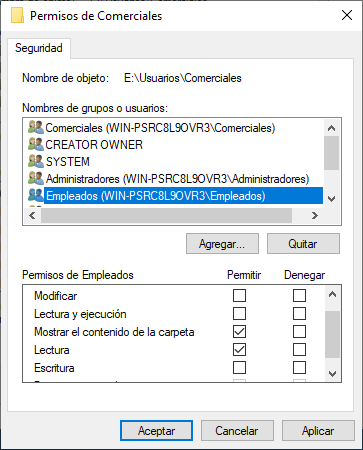 Permisos de Comerciales
Seguridad
Nombre de objeto: E:\Usuarios\Comerciales
Nombres de grupos o usuarios:
Comerciales (WIN-PSRC8L9OVR3\Comerciales)
CREATOR OWNER
SYSTEM
Administradores (WIN-PSRC8L9OVR3\Administradores)
Empleados (WIN-PSRC8L9OVR3\Empleados)
Agregar... Quitar
Permisos de Empleados Permitir Denegar
Modificar
Lectura y ejecución
Mostrar el contenido de la carpeta
Lectura
Escritura
Aceptar Cancelar Aplicar